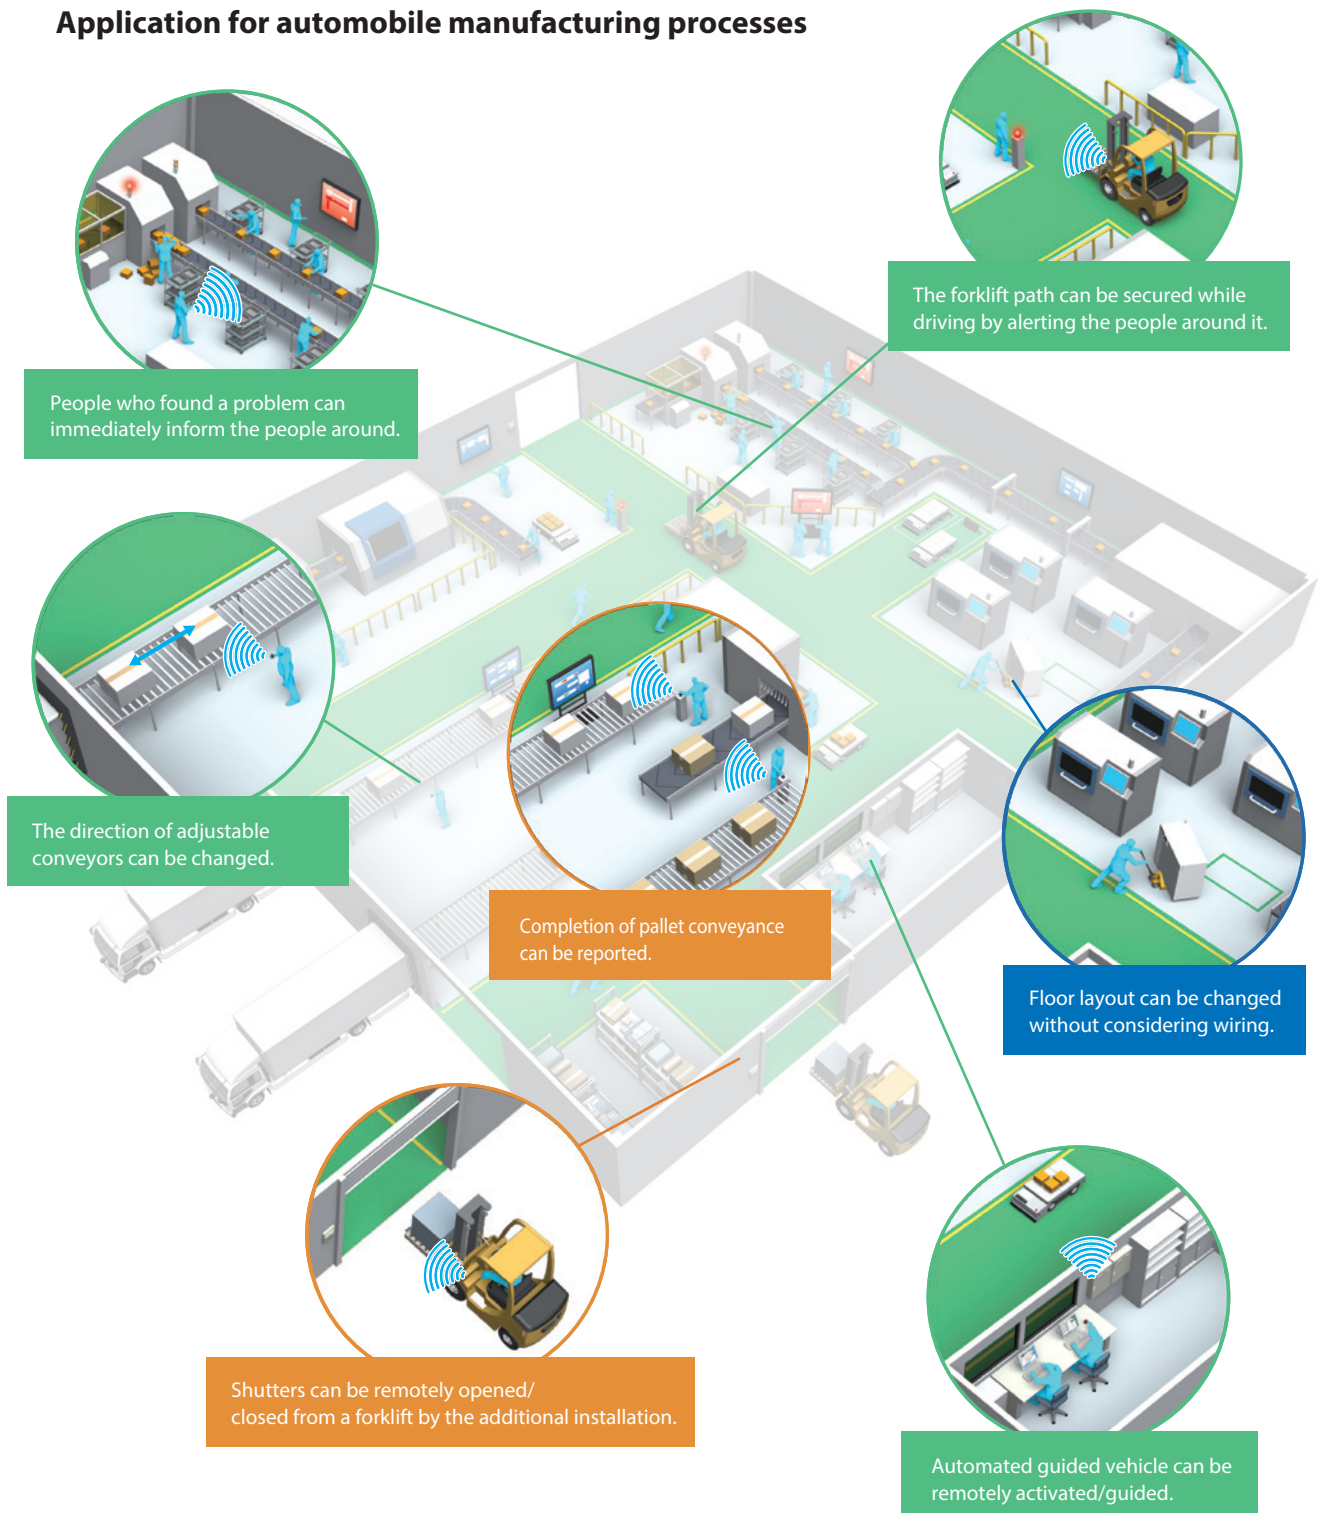 Application for automobile manufacturing processes
The forklift path can be secured while
driving by alerting the people around it.
People who found a problem can
immediately inform the people around.
The direction of adjustable
conveyors can be changed.
Completion of pallet conveyance
can be reported.
Floor layout can be changed
without considering wiring.
Shutters can be remotely opened/
closed from a forklift by the additional installation.
Automated guided vehicle can be
remotely activated/guided.